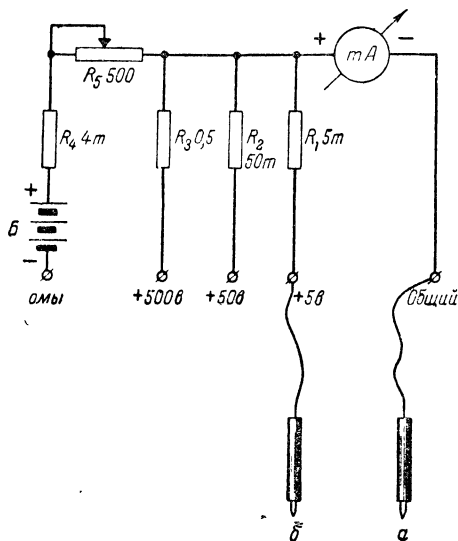 + mA −
R5 500
R4 4т
R3 0,5
R2 50т
R1 5т
+
Б
−
омы
+500в
+50в
+5в
Общий
б
а